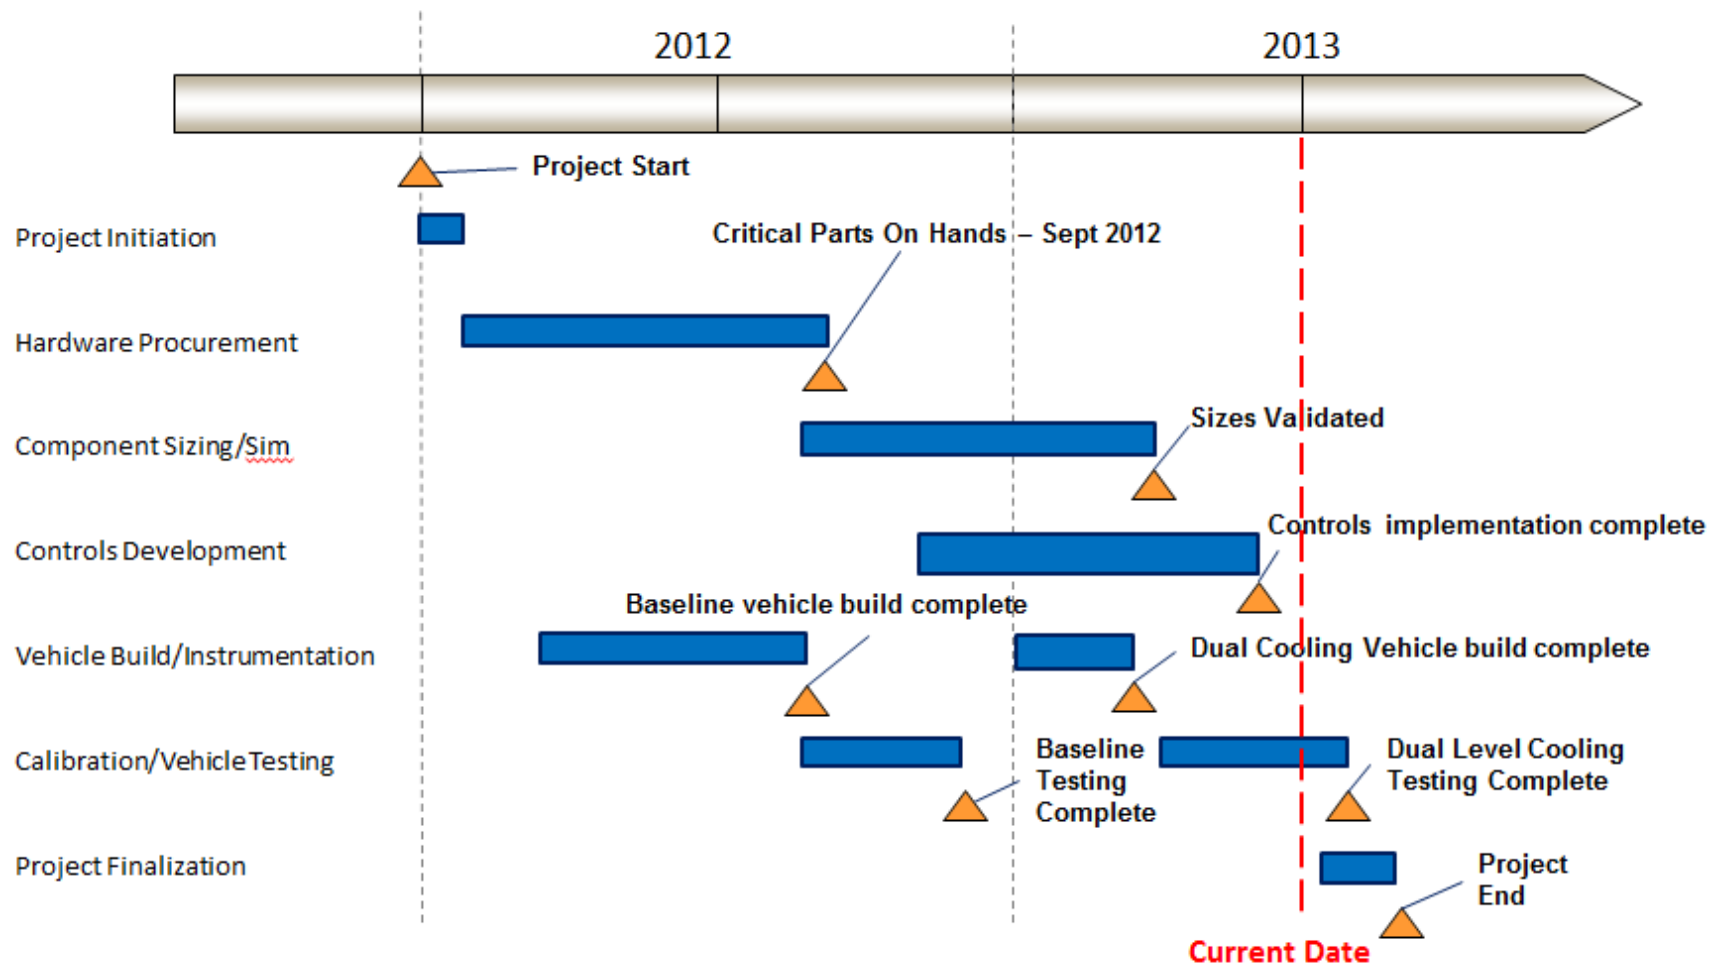 2012
2013
Project Start
Project Initiation
Critical Parts On Hands – Sept 2012
Hardware Procurement
Sizes Validated
Component Sizing/Sim
Controls implementation complete
Controls Development
Baseline vehicle build complete
Vehicle Build/Instrumentation
Dual Cooling Vehicle build complete
Calibration/Vehicle Testing
Baseline
Testing
Complete
Dual Level Cooling
Testing Complete
Project Finalization
Project
End
Current Date